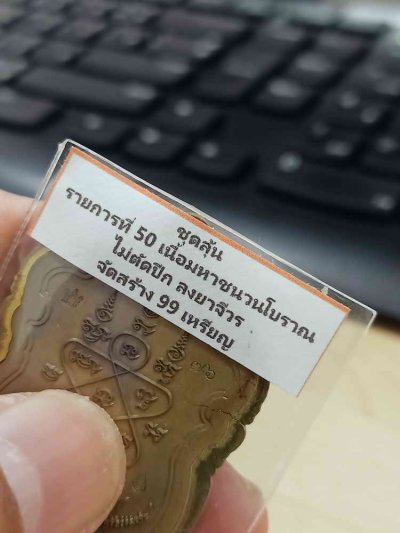 ชุดลุ้น
รายการที่ 50 เนื้อมหาชนวนโบราณ
ไม่ตัดปีก ลงยาจีวร
จัดสร้าง 99 เหรียญ